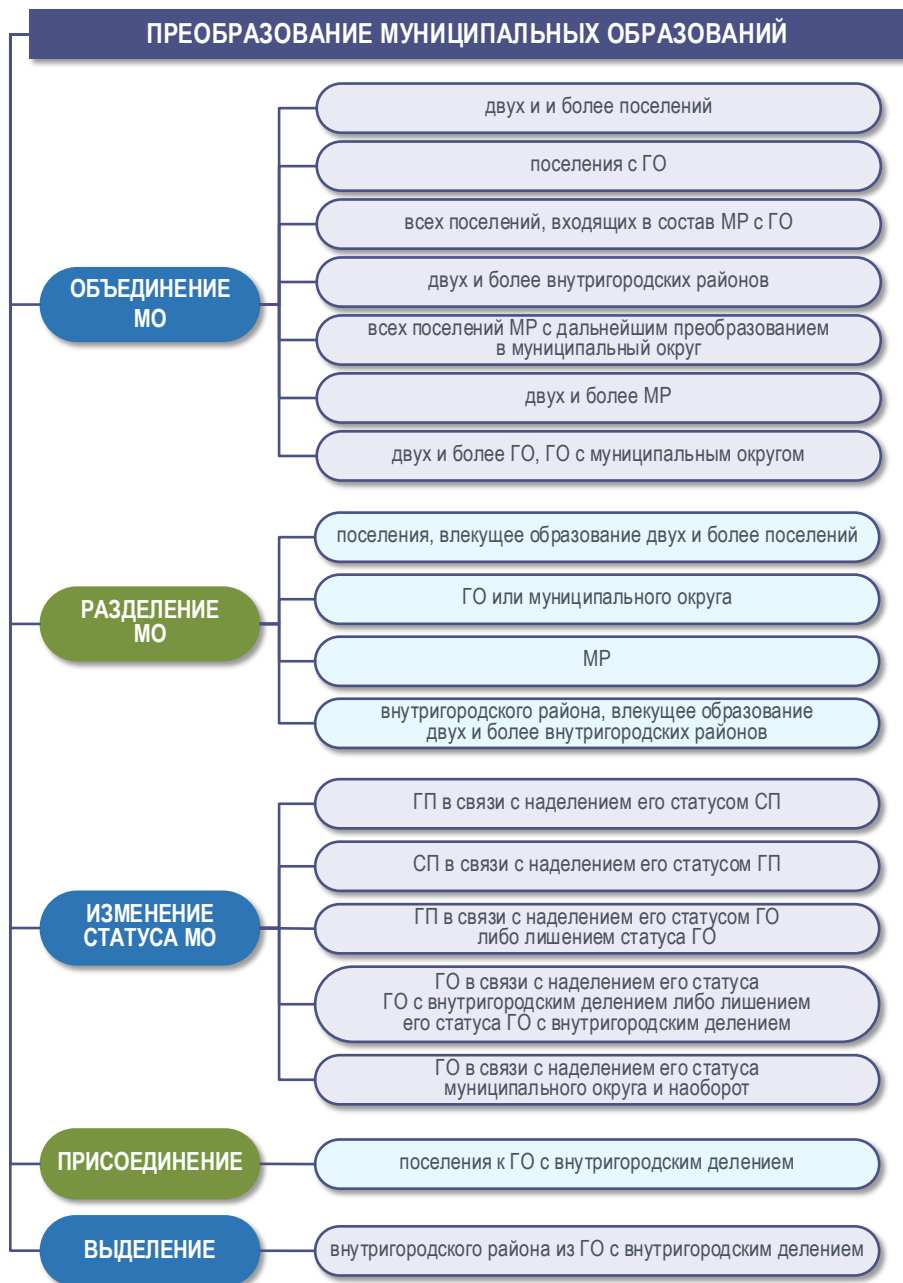 ПРЕОБРАЗОВАНИЕ МУНИЦИПАЛЬНЫХ ОБРАЗОВАНИЙ
ОБЪЕДИНЕНИЕ
МО
двух и и более поселений
поселения с ГО
всех поселений, входящих в состав МР с ГО
двух и более внутригородских районов
всех поселений МР с дальнейшим преобразованием
в муниципальный округ
двух и более МР
двух и более ГО, ГО с муниципальным округом
РАЗДЕЛЕНИЕ
МО
поселения, влекущее образование двух и более поселений
ГО или муниципального округа
МР
внутригородского района, влекущее образование
двух и более внутригородских районов
ИЗМЕНЕНИЕ
СТАТУСА МО
ГП в связи с наделением его статусом СП
СП в связи с наделением его статусом ГП
ГП в связи с наделением его статусом ГО
либо лишением статуса ГО
ГО в связи с наделением его статуса
ГО с внутригородским делением либо лишением
его статуса ГО с внутригородским делением
ГО в связи с наделением его статуса
муниципального округа и наоборот
ПРИСОЕДИНЕНИЕ
поселения к ГО с внутригородским делением
ВЫДЕЛЕНИЕ
внутригородского района из ГО с внутригородским делением